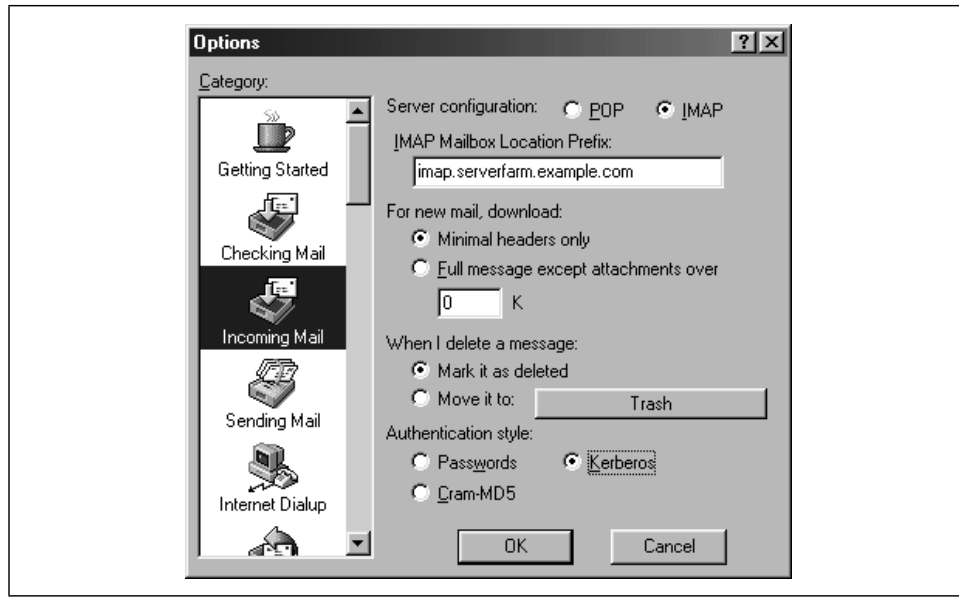 Options
Category:
Getting Started
Checking Mail
Incoming Mail
Sending Mail
Internet Dialup
Server configuration: POP IMAP
IMAP Mailbox Location Prefix:
imap.serverfarm.example.com
For new mail, download:
Minimal headers only
Full message except attachments over
0 K
When I delete a message:
Mark it as deleted
Move it to: Trash
Authentication style:
Passwords Kerberos
Cram-MD5
OK Cancel